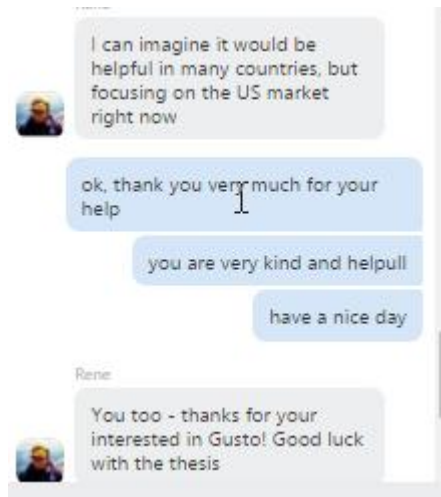 I can imagine it would be
helpful in many countries, but
focusing on the US market
right now
ok, thank you very much for your
help
you are very kind and helpull
have a nice day
Rene
You too - thanks for your
interested in Gusto! Good luck
with the thesis